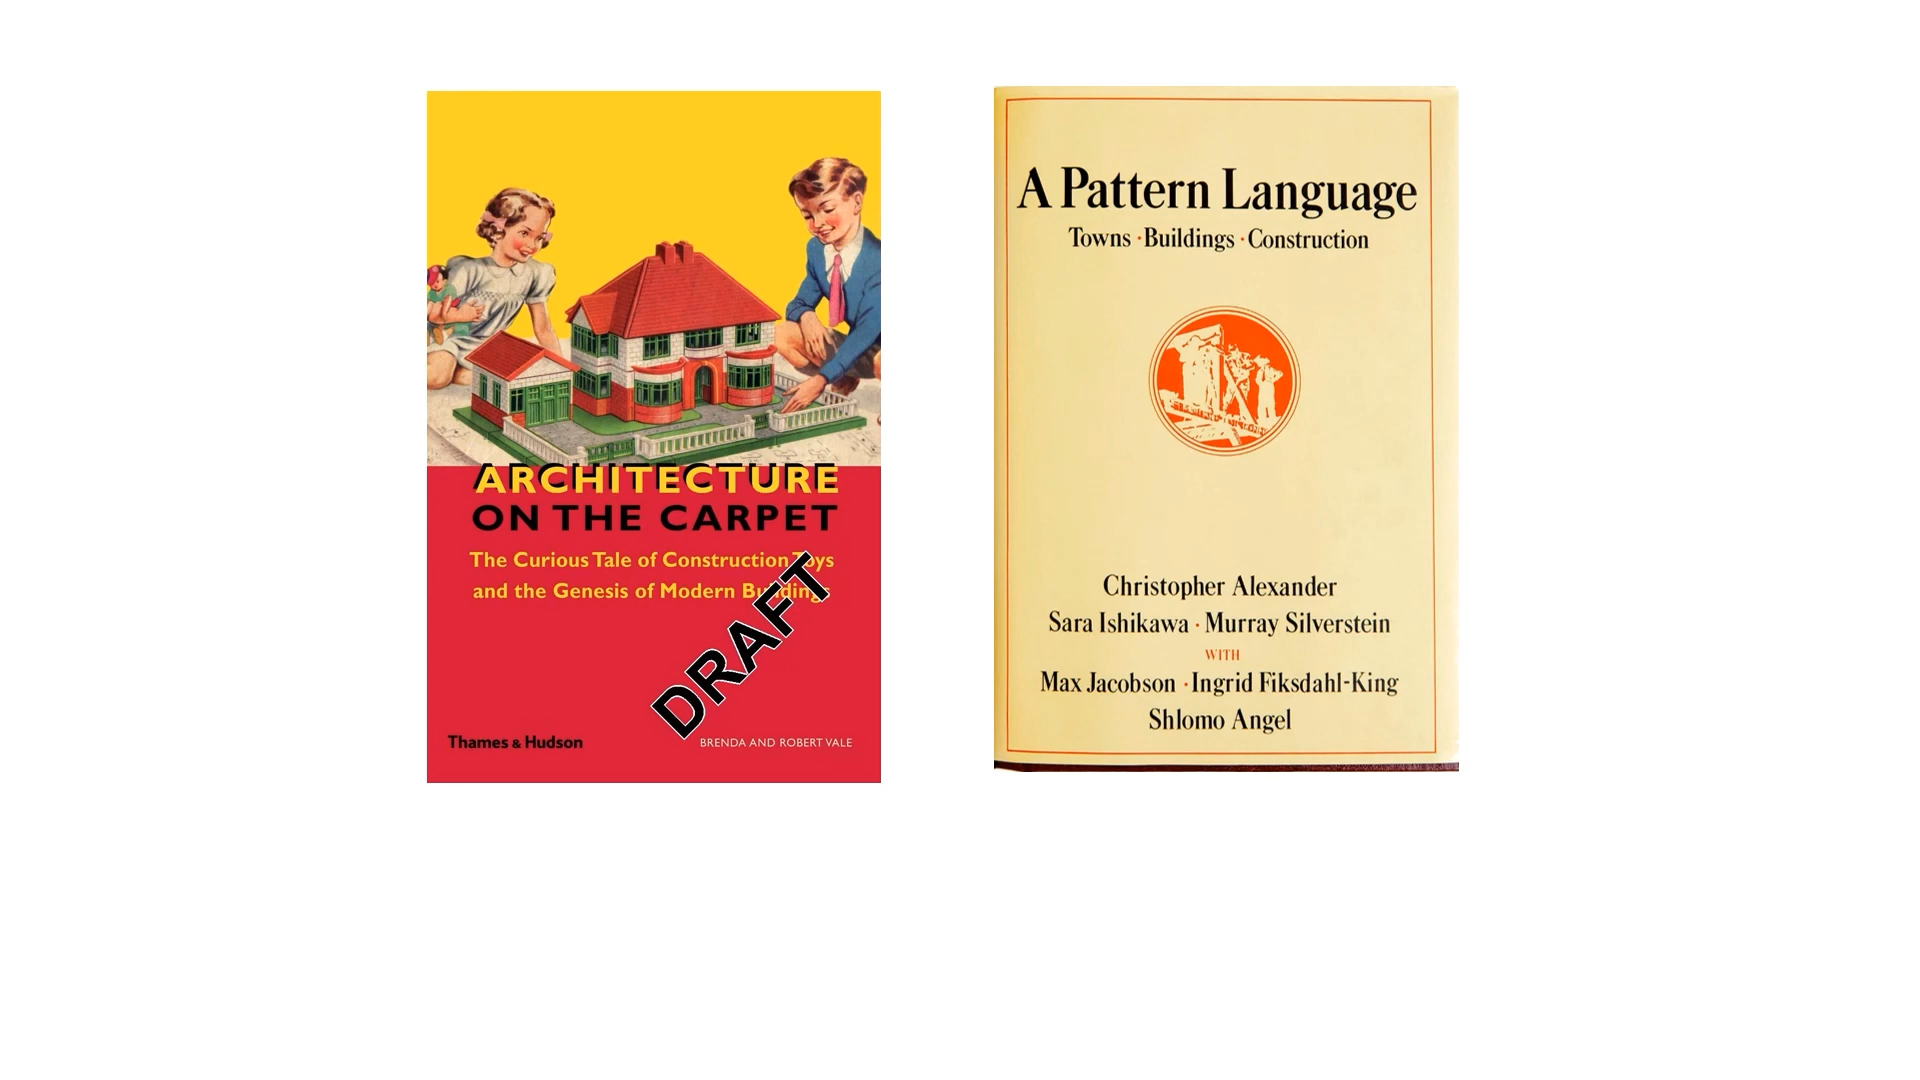 ARCHITECTURE
ON THE CARPET
The Curious Tale of Construction Toys
and the Genesis of Modern Buildings
DRAFT
Thames & Hudson
BRENDA AND ROBERT VALE
A Pattern Language
Towns · Buildings · Construction
Christopher Alexander
Sara Ishikawa · Murray Silverstein
WITH
Max Jacobson · Ingrid Fiksdahl-King
Shlomo Angel